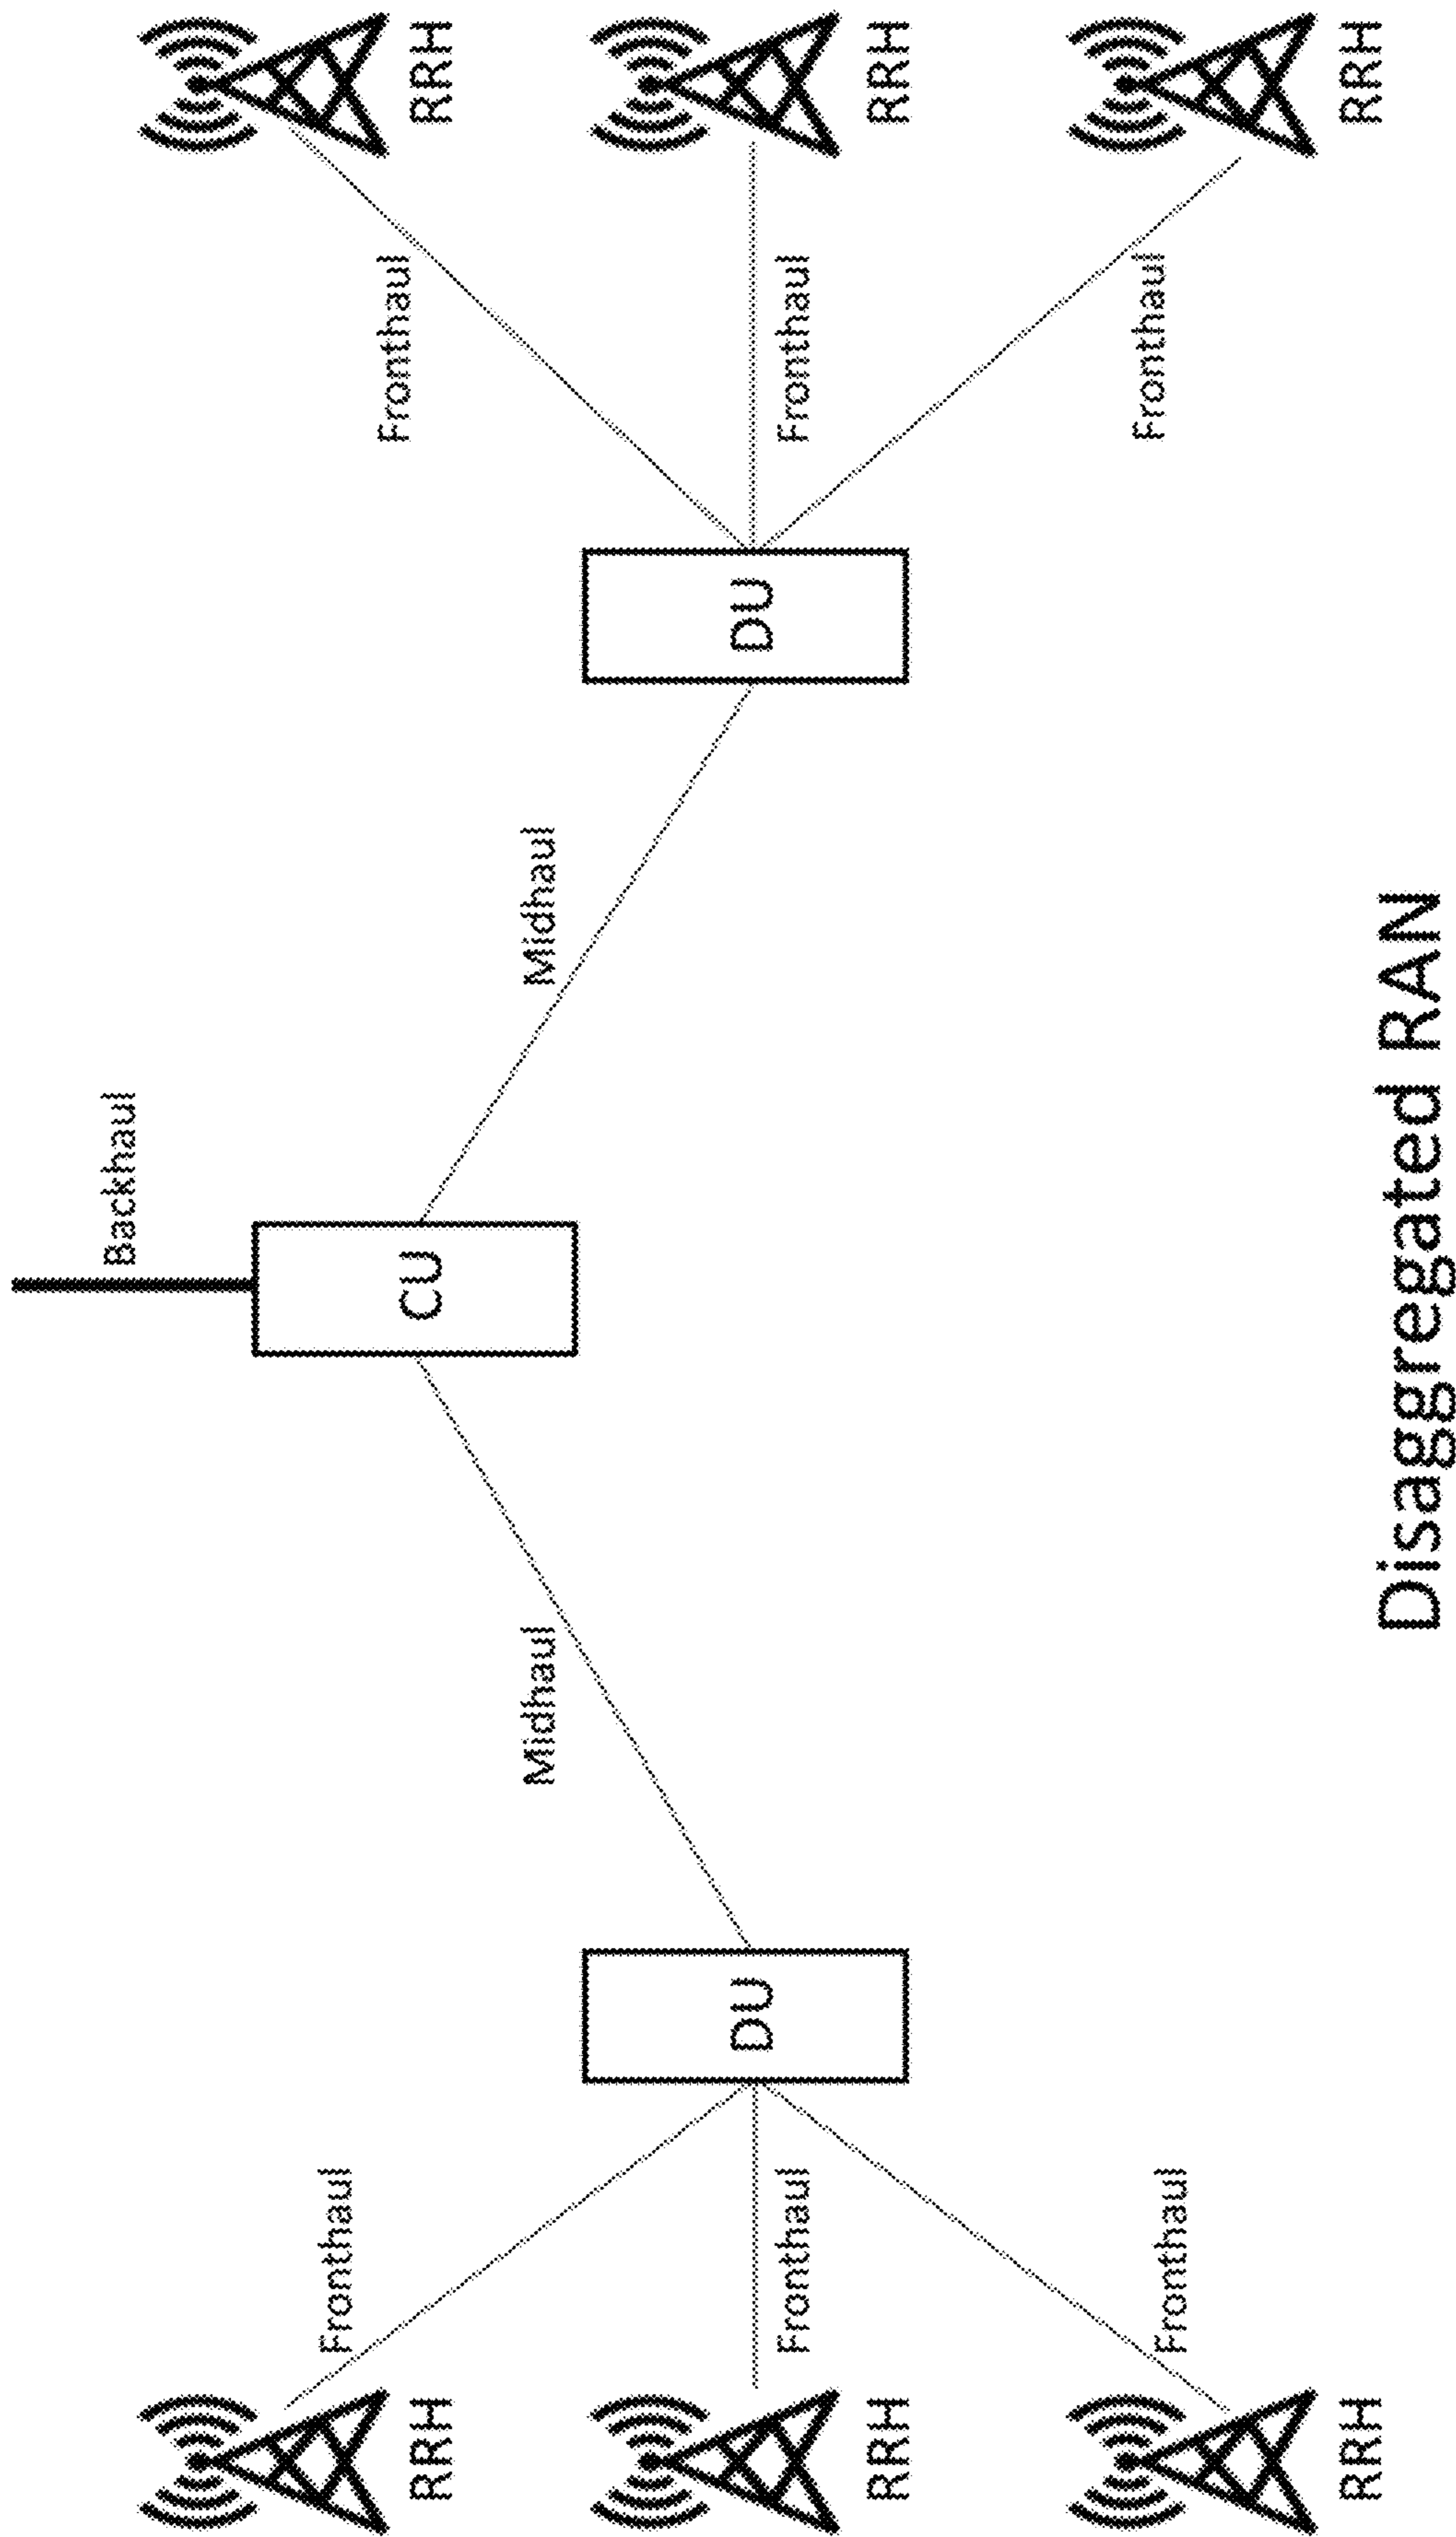 Backhaul
Fronthaul
Fronthaul
CU
RRH
RRH
Midhaul
Midhaul
DU
DU
Fronthaul
Fronthaul
RRH
RRH
Fronthaul
Fronthaul
RRH
RRH
Disaggregated RAN